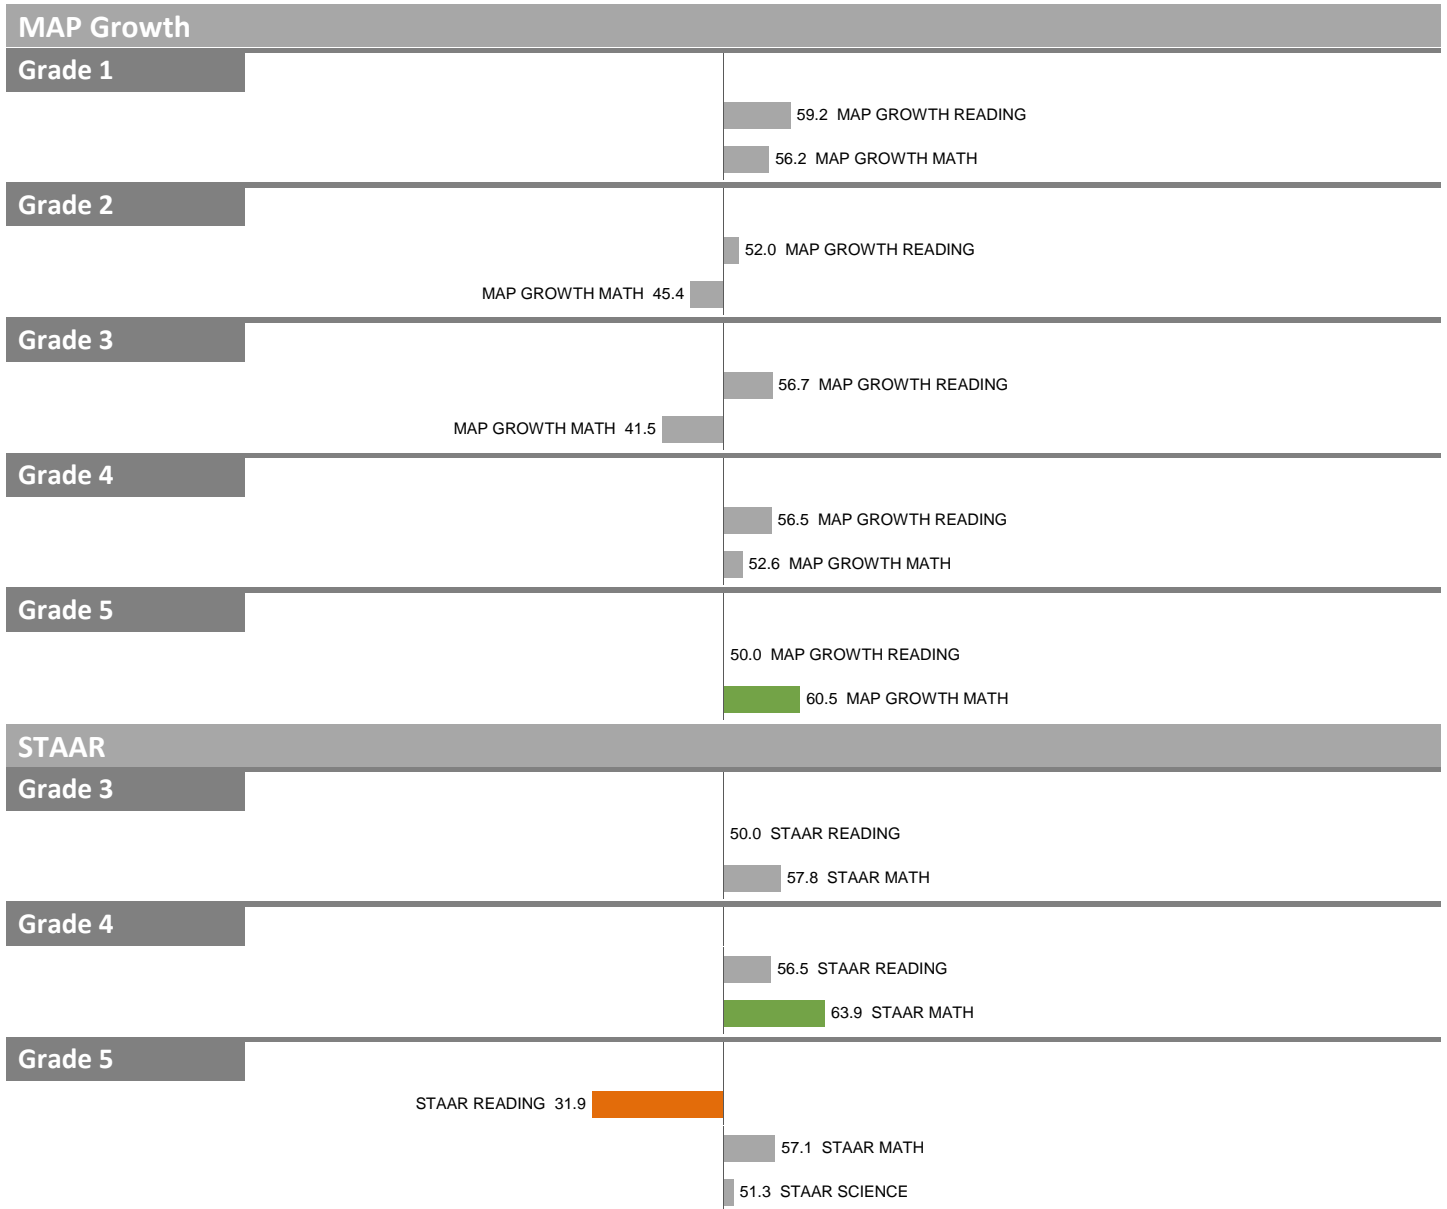 MAP Growth
Grade 1
59.2 MAP GROWTH READING
56.2 MAP GROWTH MATH
Grade 2
52.0 MAP GROWTH READING
MAP GROWTH MATH 45.4
Grade 3
56.7 MAP GROWTH READING
MAP GROWTH MATH 41.5
Grade 4
56.5 MAP GROWTH READING
52.6 MAP GROWTH MATH
Grade 5
50.0 MAP GROWTH READING
60.5 MAP GROWTH MATH
STAAR
Grade 3
50.0 STAAR READING
57.8 STAAR MATH
Grade 4
56.5 STAAR READING
63.9 STAAR MATH
Grade 5
STAAR READING 31.9
57.1 STAAR MATH
51.3 STAAR SCIENCE